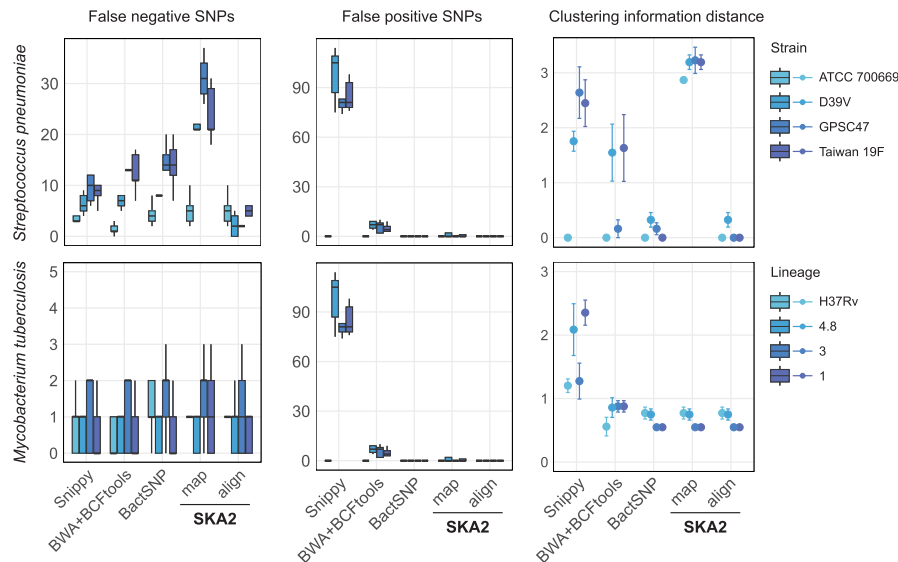 False negative SNPs
False positive SNPs
Clustering information distance
Streptococcus pneumoniae
30
20
10
0
90
60
30
0
3
2
1
0
Strain
ATCC 700669
D39V
GPSC47
Taiwan 19F
Mycobacterium tuberculosis
5
4
3
2
1
0
90
60
30
0
3
2
1
0
Lineage
H37Rv
4.8
3
1
Snippy
BWA+BCFtools
BactSNP
map
align
SKA2
Snippy
BWA+BCFtools
BactSNP
map
align
SKA2
Snippy
BWA+BCFtools
BactSNP
map
align
SKA2